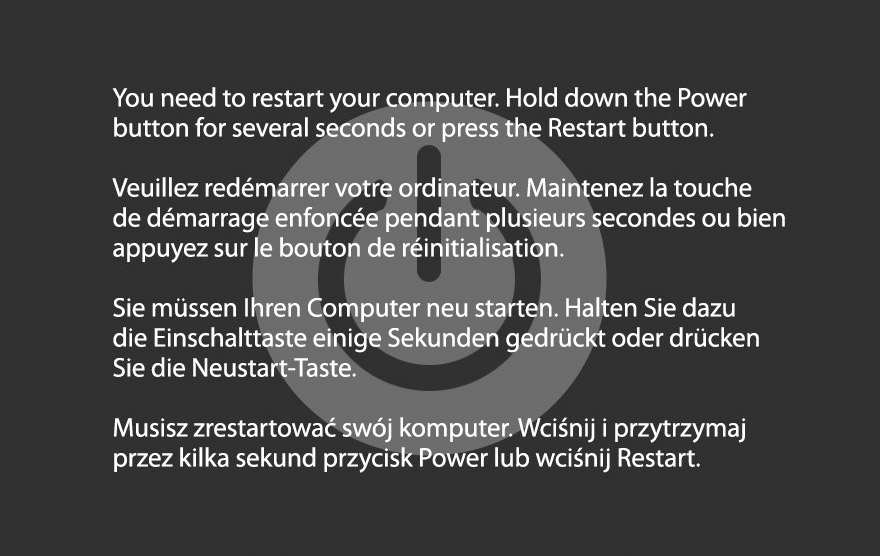 You need to restart your computer. Hold down the Power
button for several seconds or press the Restart button.
Veuillez redémarrer votre ordinateur. Maintenez la touche
de démarrage enfoncée pendant plusieurs secondes ou bien
appuyez sur le bouton de réinitialisation.
Sie müssen Ihren Computer neu starten. Halten Sie dazu
die Einschalttaste einige Sekunden gedrückt oder drücken
Sie die Neustart-Taste.
Musisz zrestartować swój komputer. Wciśnij i przytrzymaj
przez kilka sekund przycisk Power lub wciśnij Restart.